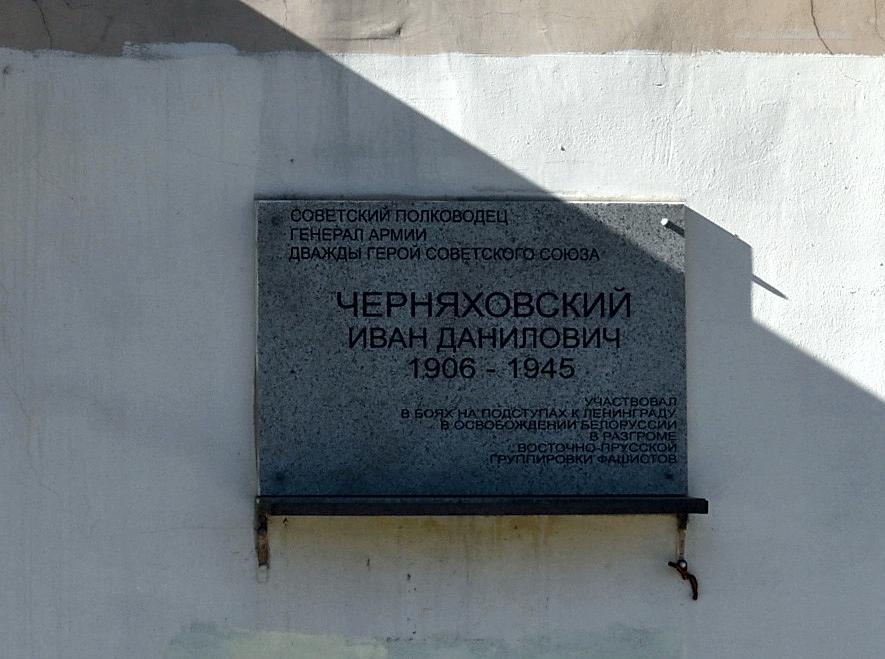 СОВЕТСКИЙ ПОЛКОВОДЕЦ
ГЕНЕРАЛ АРМИИ
ДВАЖДЫ ГЕРОЙ СОВЕТСКОГО СОЮЗА
ЧЕРНЯХОВСКИЙ
ИВАН ДАНИЛОВИЧ
1906 - 1945
УЧАСТВОВАЛ
В БОЯХ НА ПОДСТУПАХ К ЛЕНИНГРАДУ,
В ОСВОБОЖДЕНИИ БЕЛОРУССИИ
В РАЗГРОМЕ
ВОСТОЧНО-ПРУССКОЙ
ГРУППИРОВКИ ФАШИСТОВ